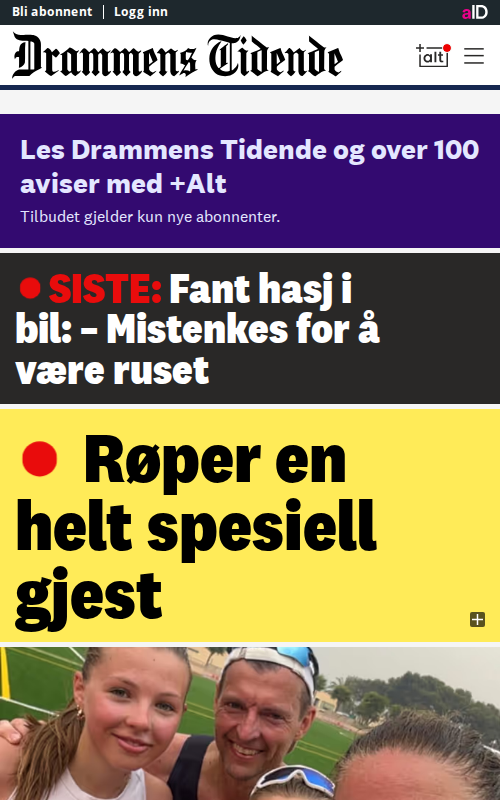 Bli abonnent | Logg inn
aID
Drammens Tidende
+alt
Les Drammens Tidende og over 100
aviser med +Alt
Tilbudet gjelder kun nye abonnenter.
SISTE: Fant hasj i
bil: – Mistenkes for å
være ruset
Røper en
helt spesiell
gjest